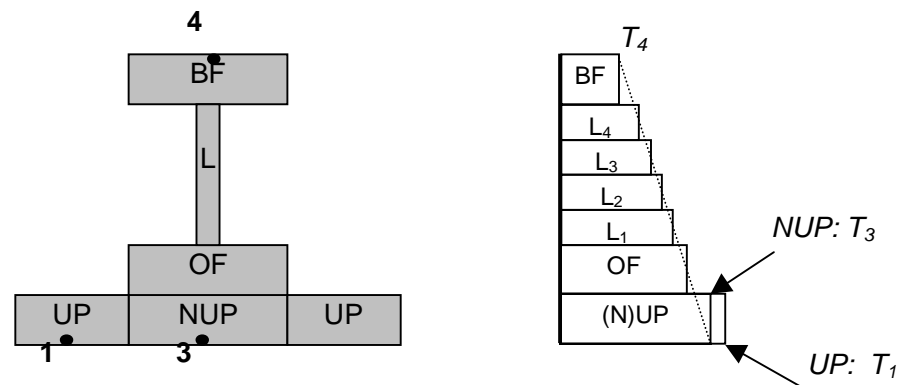 4
BF
L
OF
UP NUP UP
1 3
T4
BF
L4
L3
L2
L1
OF
(N)UP
NUP: T3
UP: T1